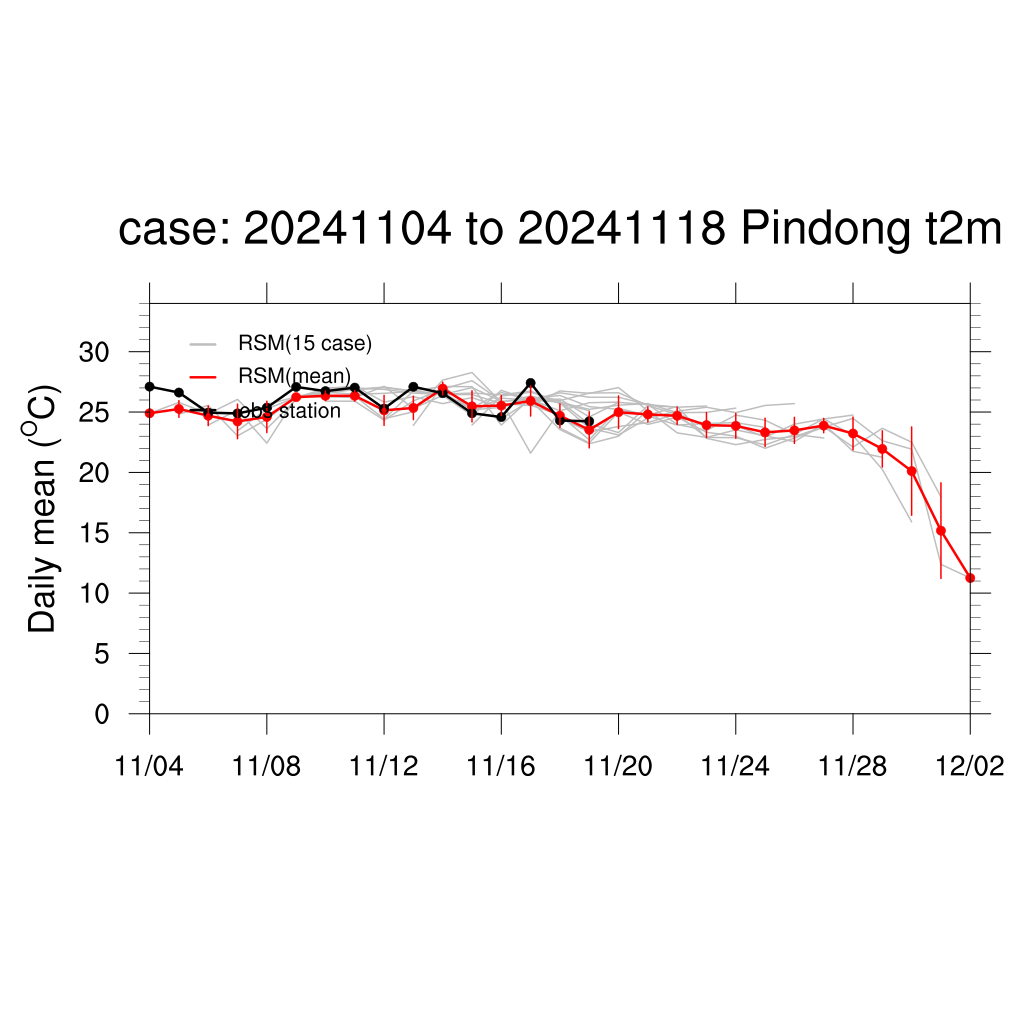 case: 20241104 to 20241118 Pindong t2m
Daily mean (°C)
30
25
20
15
10
5
0
RSM(15 case)
RSM(mean)
obs station
11/04 11/08 11/12 11/16 11/20 11/24 11/28 12/02